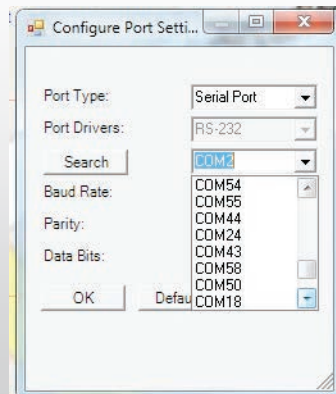 Configure Port Setti...
Port Type: Serial Port
Port Drivers: RS-232
Search COM2
Baud Rate:
Parity:
Data Bits:
COM54
COM55
COM44
COM24
COM43
COM58
COM50
COM18
OK Defau